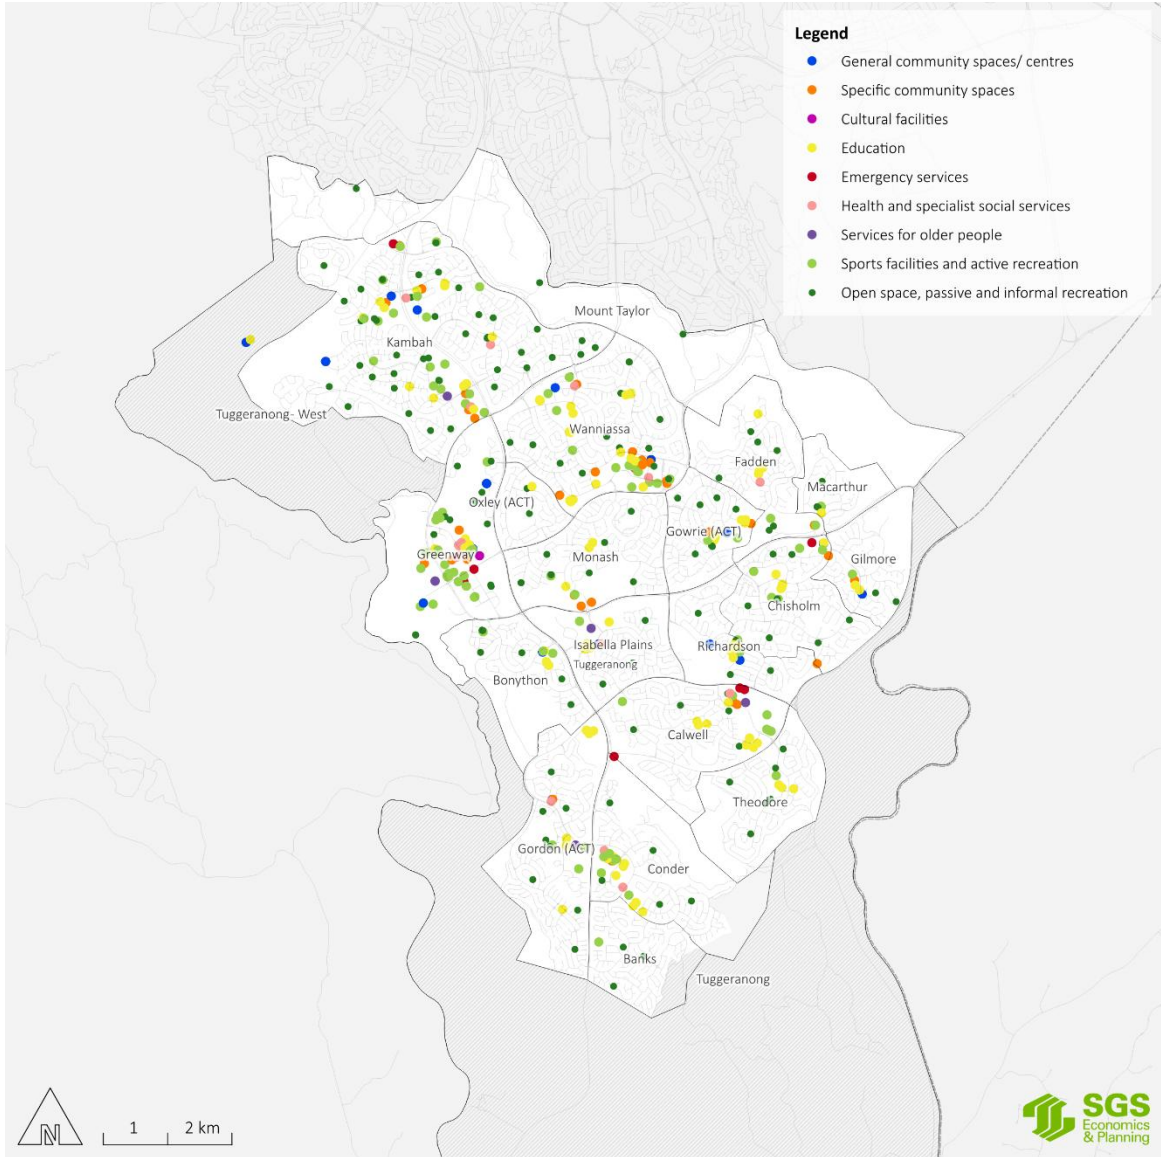 Legend
General community spaces/ centres
Specific community spaces
Cultural facilities
Education
Emergency services
Health and specialist social services
Services for older people
Sports facilities and active recreation
Open space, passive and informal recreation
Mount Taylor
Kambah
Tuggeranong- West
Wanniassa
Fadden
Macarthur
Oxley (ACT)
Gowrie (ACT)
Greenway
Monash
Gilmore
Chisholm
Isabella Plains
Richardson
Tuggeranong
Bonython
Calwell
Theodore
Gordon (ACT)
Conder
Banks
Tuggeranong
N
1 2 km
SGS
Economics
& Planning